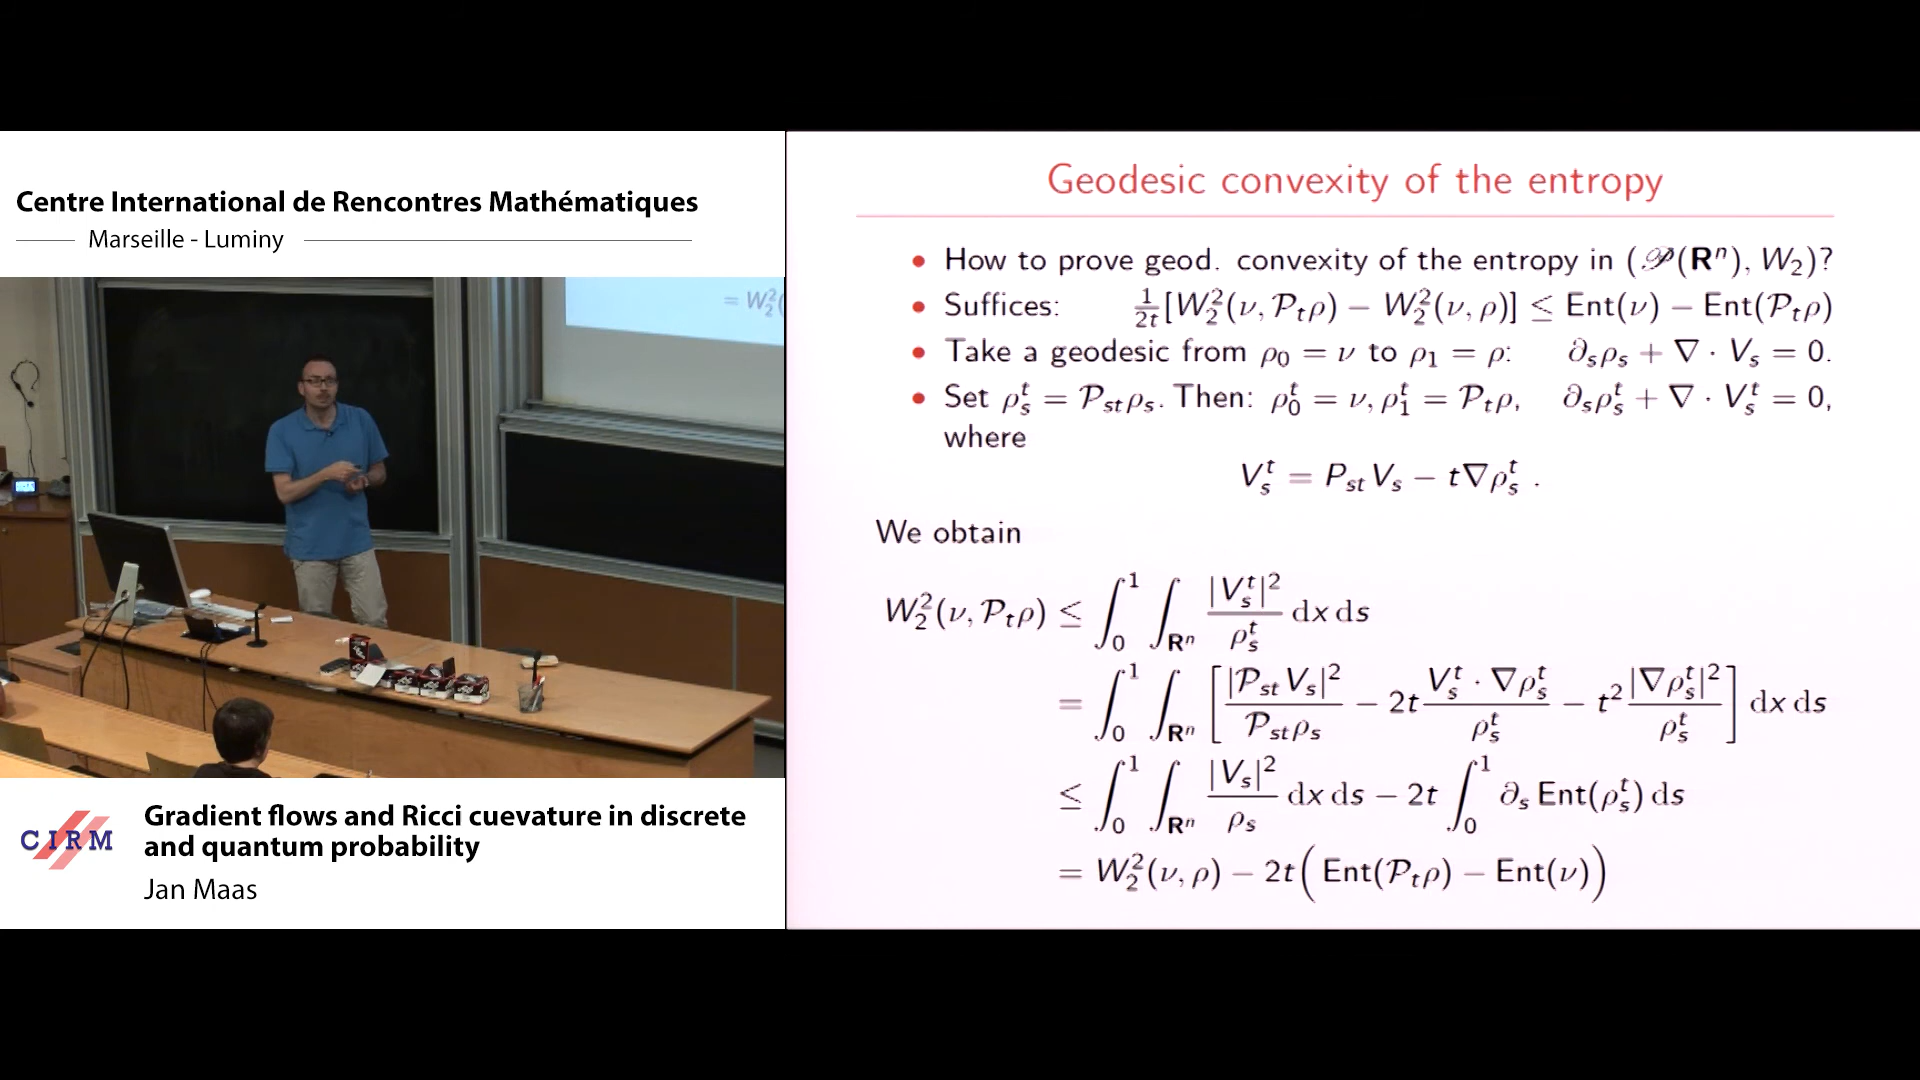 Centre International de Rencontres Mathématiques
Marseille - Luminy
= W₂²(
CIRM
Gradient flows and Ricci cuevature in discrete
and quantum probability
Jan Maas
Geodesic convexity of the entropy
• How to prove geod. convexity of the entropy in (𝒫(𝐑ⁿ), W₂)?
• Suffices: 1/2t [W₂²(ν, 𝒫ₜρ) − W₂²(ν, ρ)] ≤ Ent(ν) − Ent(𝒫ₜρ)
• Take a geodesic from ρ₀ = ν to ρ₁ = ρ: ∂ₛρₛ + ∇ · Vₛ = 0.
• Set ρₛᵗ = 𝒫ₛₜρₛ. Then: ρ₀ᵗ = ν, ρ₁ᵗ = 𝒫ₜρ, ∂ₛρₛᵗ + ∇ · Vₛᵗ = 0,
where
Vₛᵗ = PₛₜVₛ − t∇ρₛᵗ .
We obtain
W₂²(ν, 𝒫ₜρ) ≤ ∫₀¹ ∫_𝐑ⁿ |Vₛᵗ|²/ρₛᵗ dx ds
= ∫₀¹ ∫_𝐑ⁿ [ |𝒫ₛₜVₛ|²/𝒫ₛₜρₛ − 2t Vₛᵗ · ∇ρₛᵗ/ρₛᵗ − t² |∇ρₛᵗ|²/ρₛᵗ ] dx ds
≤ ∫₀¹ ∫_𝐑ⁿ |Vₛ|²/ρₛ dx ds − 2t ∫₀¹ ∂ₛ Ent(ρₛᵗ) ds
= W₂²(ν, ρ) − 2t( Ent(𝒫ₜρ) − Ent(ν))